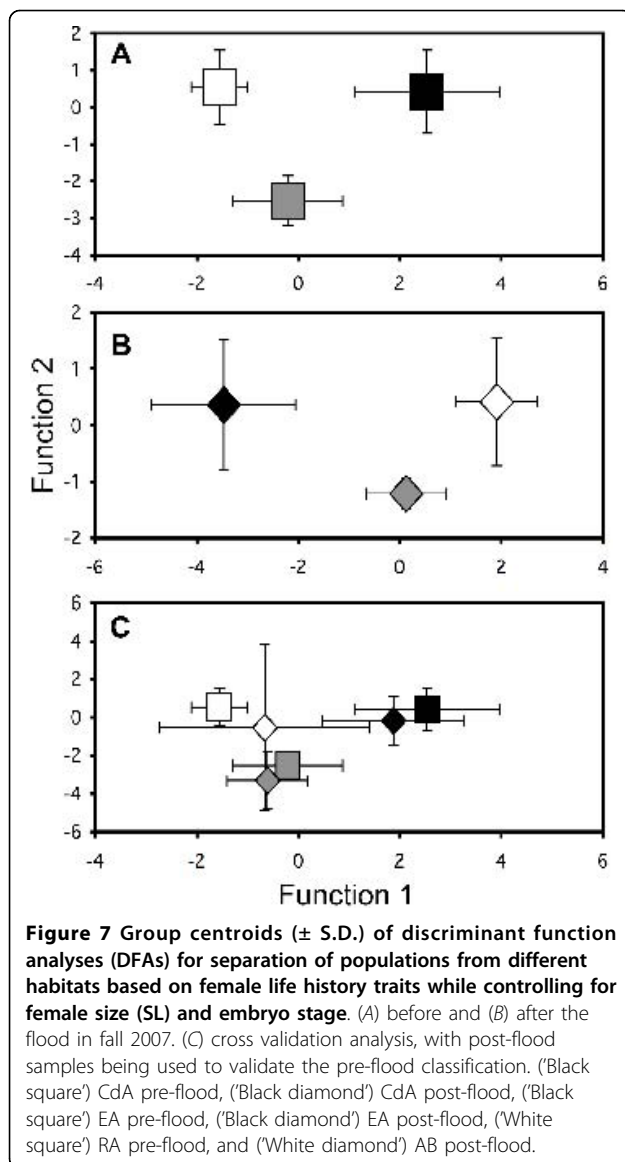 2
A
1
0
-1
-2
-3
-4
-4 -2 0 2 4 6
2
B
1
0
-1
-2
-6 -4 -2 0 2 4
Function 2
6
C
4
2
0
-2
-4
-6
-4 -2 0 2 4 6
Function 1
Figure 7 Group centroids (± S.D.) of discriminant function
analyses (DFAs) for separation of populations from different
habitats based on female life history traits while controlling for
female size (SL) and embryo stage. (A) before and (B) after the
flood in fall 2007. (C) cross validation analysis, with post-flood
samples being used to validate the pre-flood classification. ('Black
square') CdA pre-flood, ('Black diamond') CdA post-flood, ('Black
square') EA pre-flood, ('Black diamond') EA post-flood, ('White
square') RA pre-flood, and ('White diamond') AB post-flood.